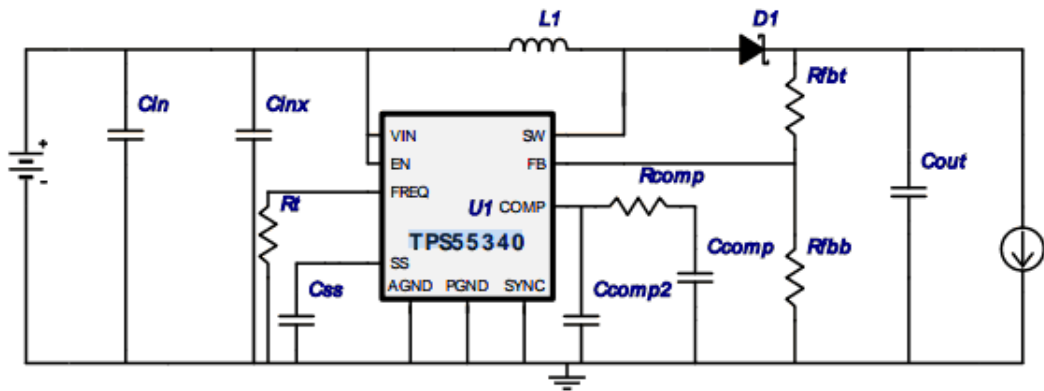 L1
D1
Cin
Cinx
Rfbt
+
-
VIN
SW
EN
FB
Cout
FREQ
Rcomp
Rt
U1
COMP
TPS55340
Ccomp
Rfbb
SS
Css
AGND PGND SYNC
Ccomp2